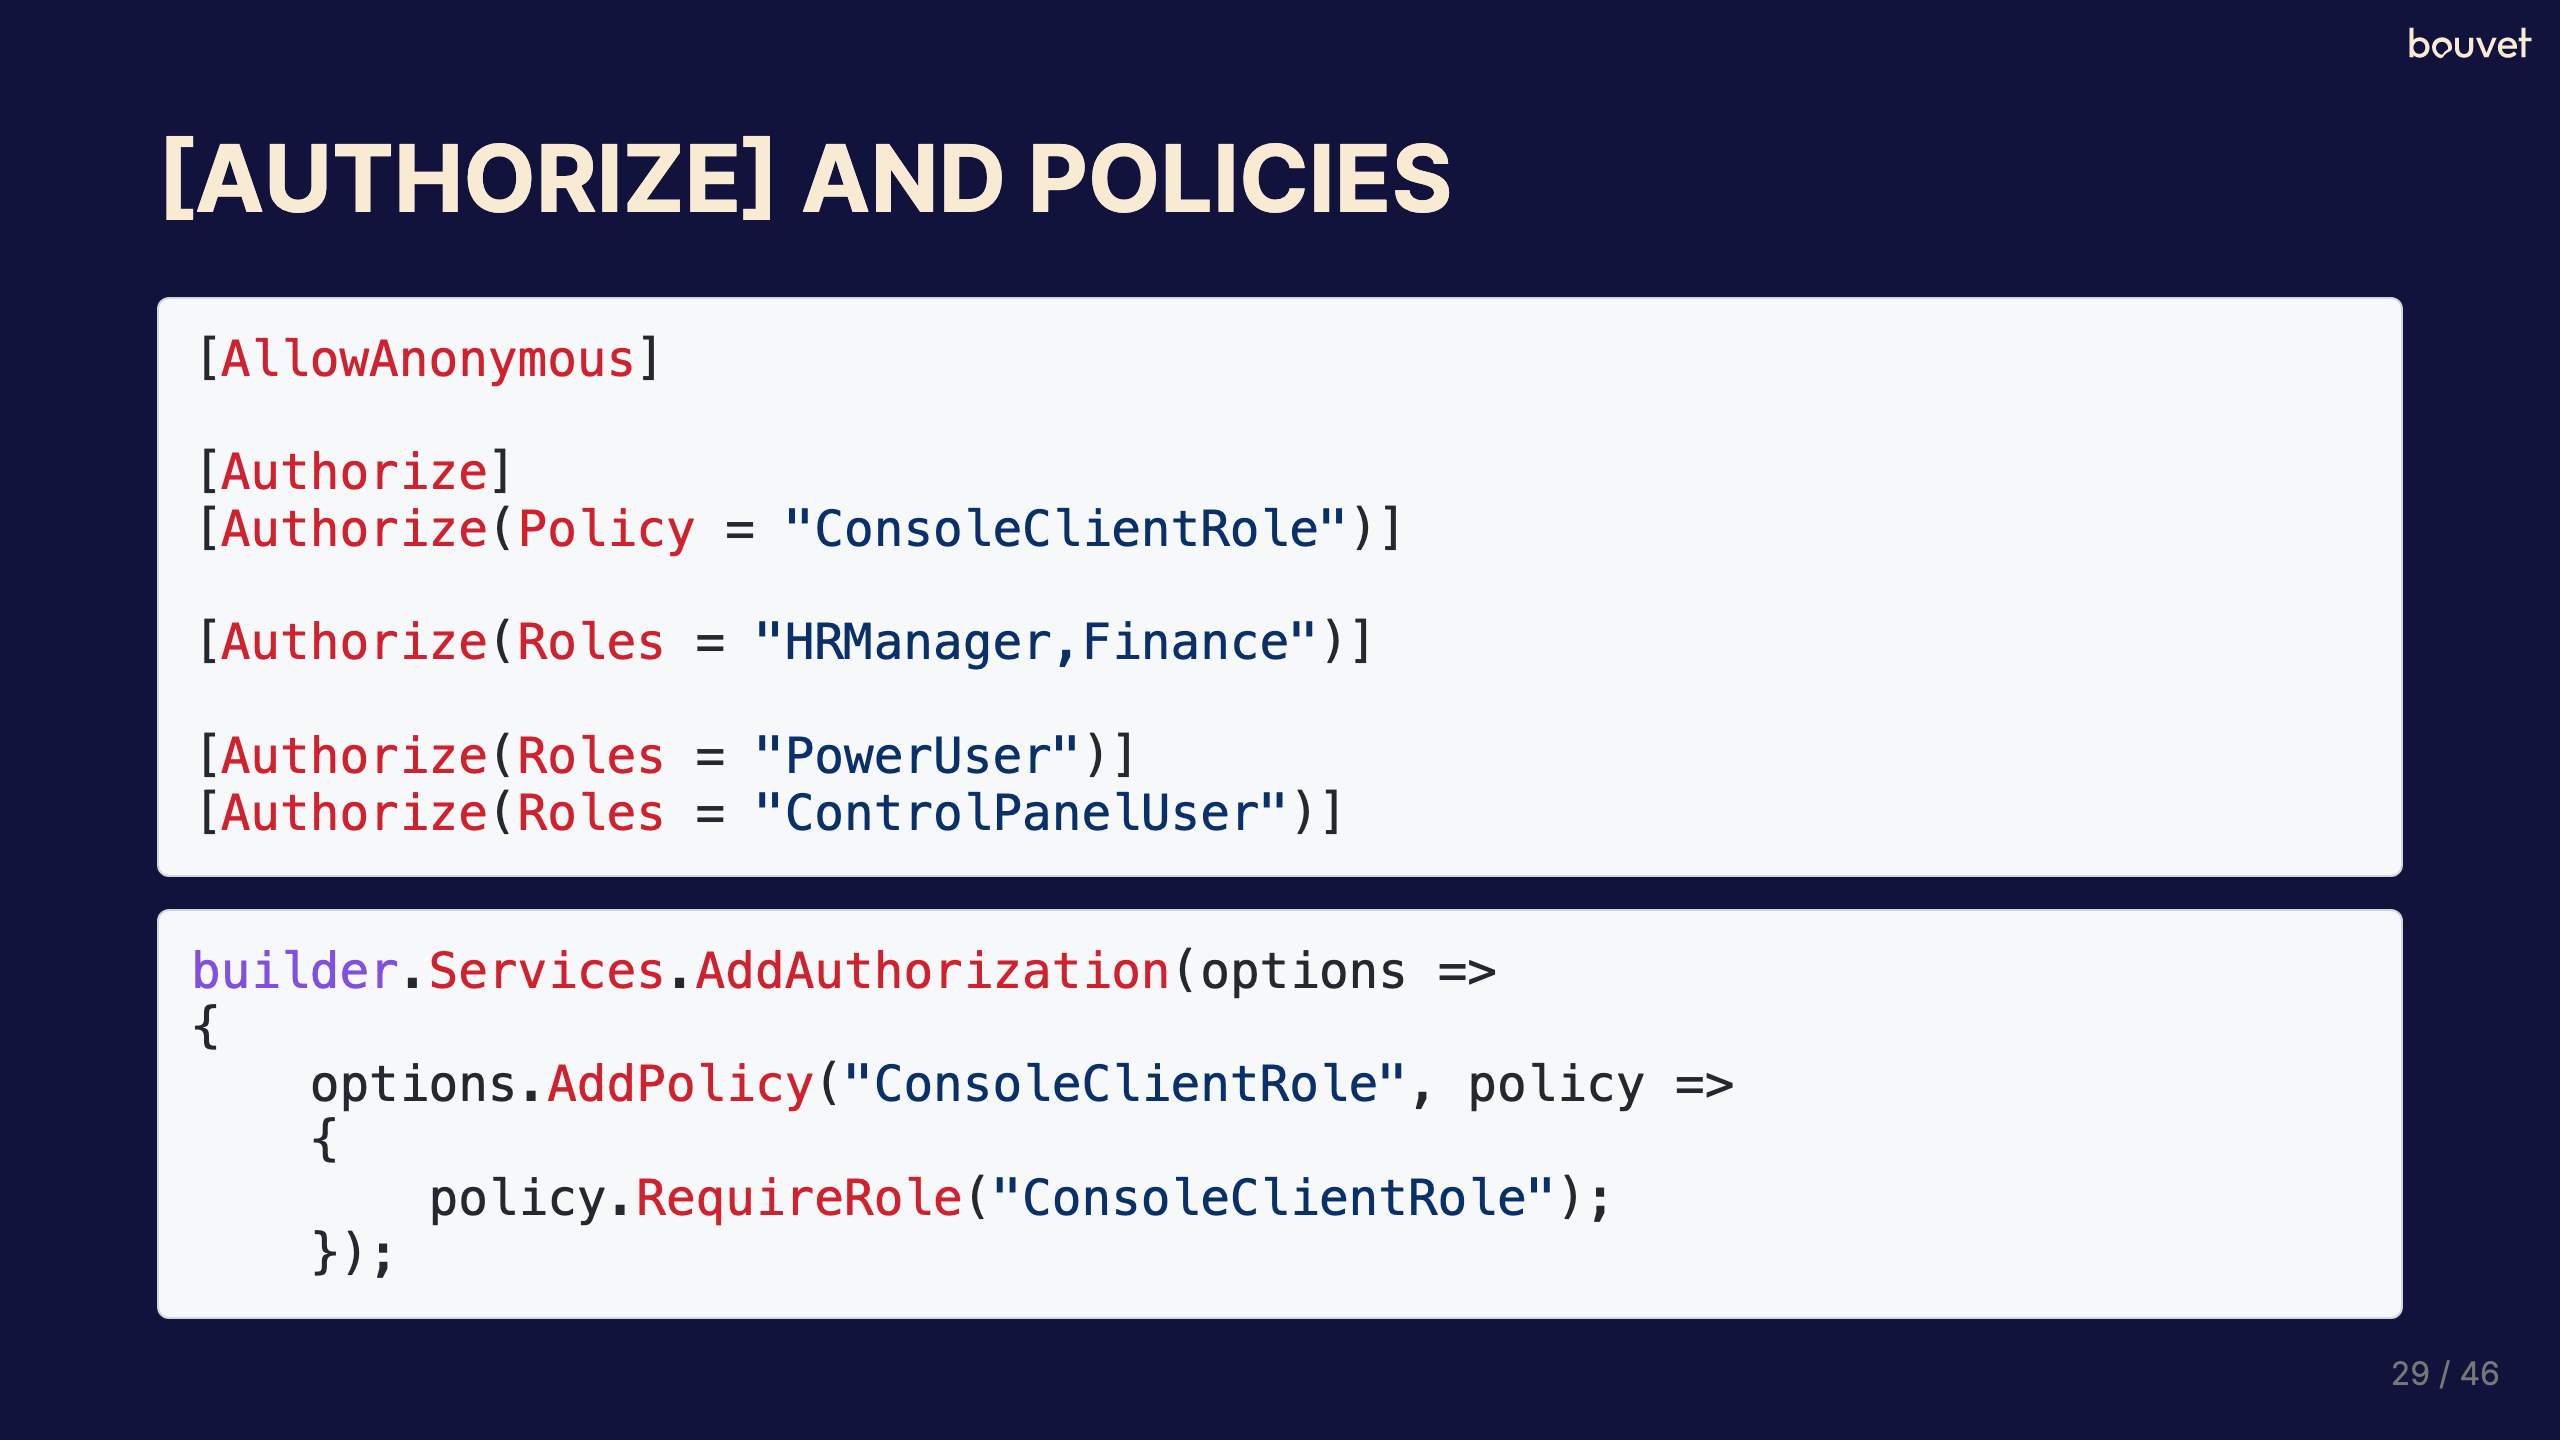 bouvet
[AUTHORIZE] AND POLICIES
[AllowAnonymous]
[Authorize]
[Authorize(Policy = "ConsoleClientRole")]
[Authorize(Roles = "HRManager,Finance")]
[Authorize(Roles = "PowerUser")]
[Authorize(Roles = "ControlPanelUser")]
builder.Services.AddAuthorization(options =>
{
    options.AddPolicy("ConsoleClientRole", policy =>
    {
        policy.RequireRole("ConsoleClientRole");
    });
29 / 46